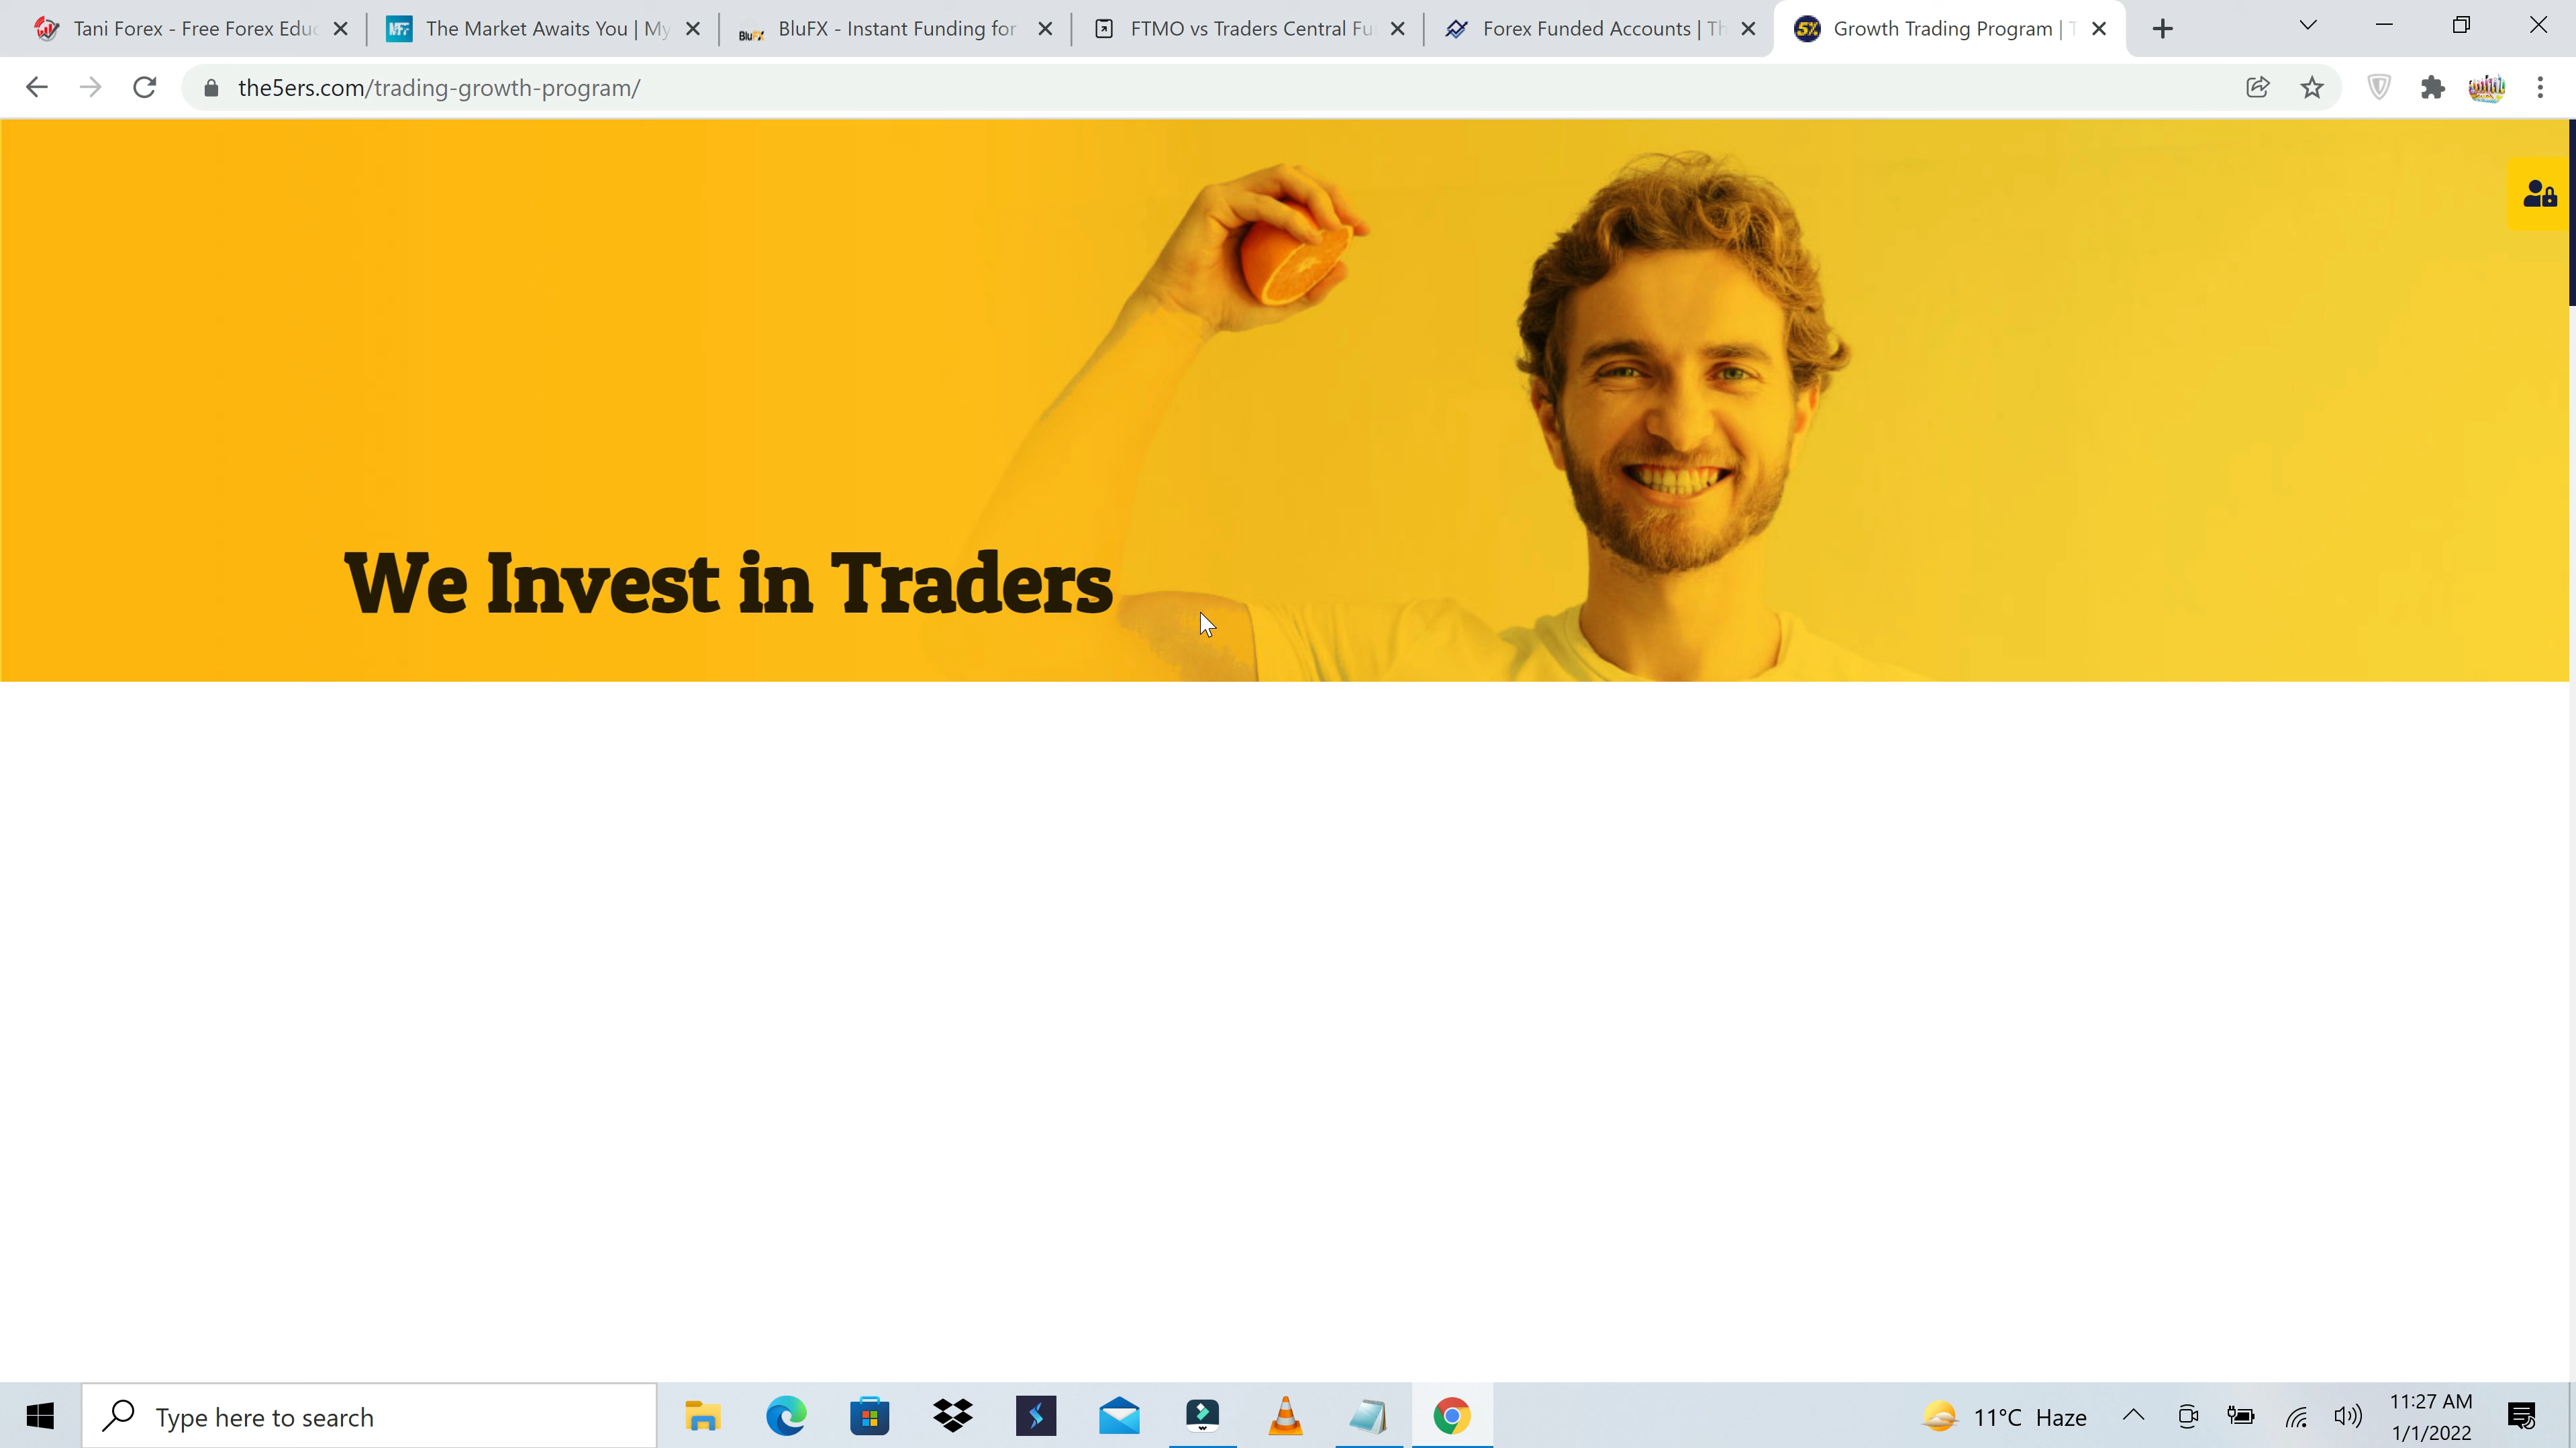 Tani Forex - Free Forex Educ
The Market Awaits You | My
BluFX
BluFX - Instant Funding for
FTMO vs Traders Central Fu
Forex Funded Accounts | Th
5%
Growth Trading Program | T
the5ers.com/trading-growth-program/
We Invest in Traders
Type here to search
11°C Haze
11:27 AM
1/1/2022